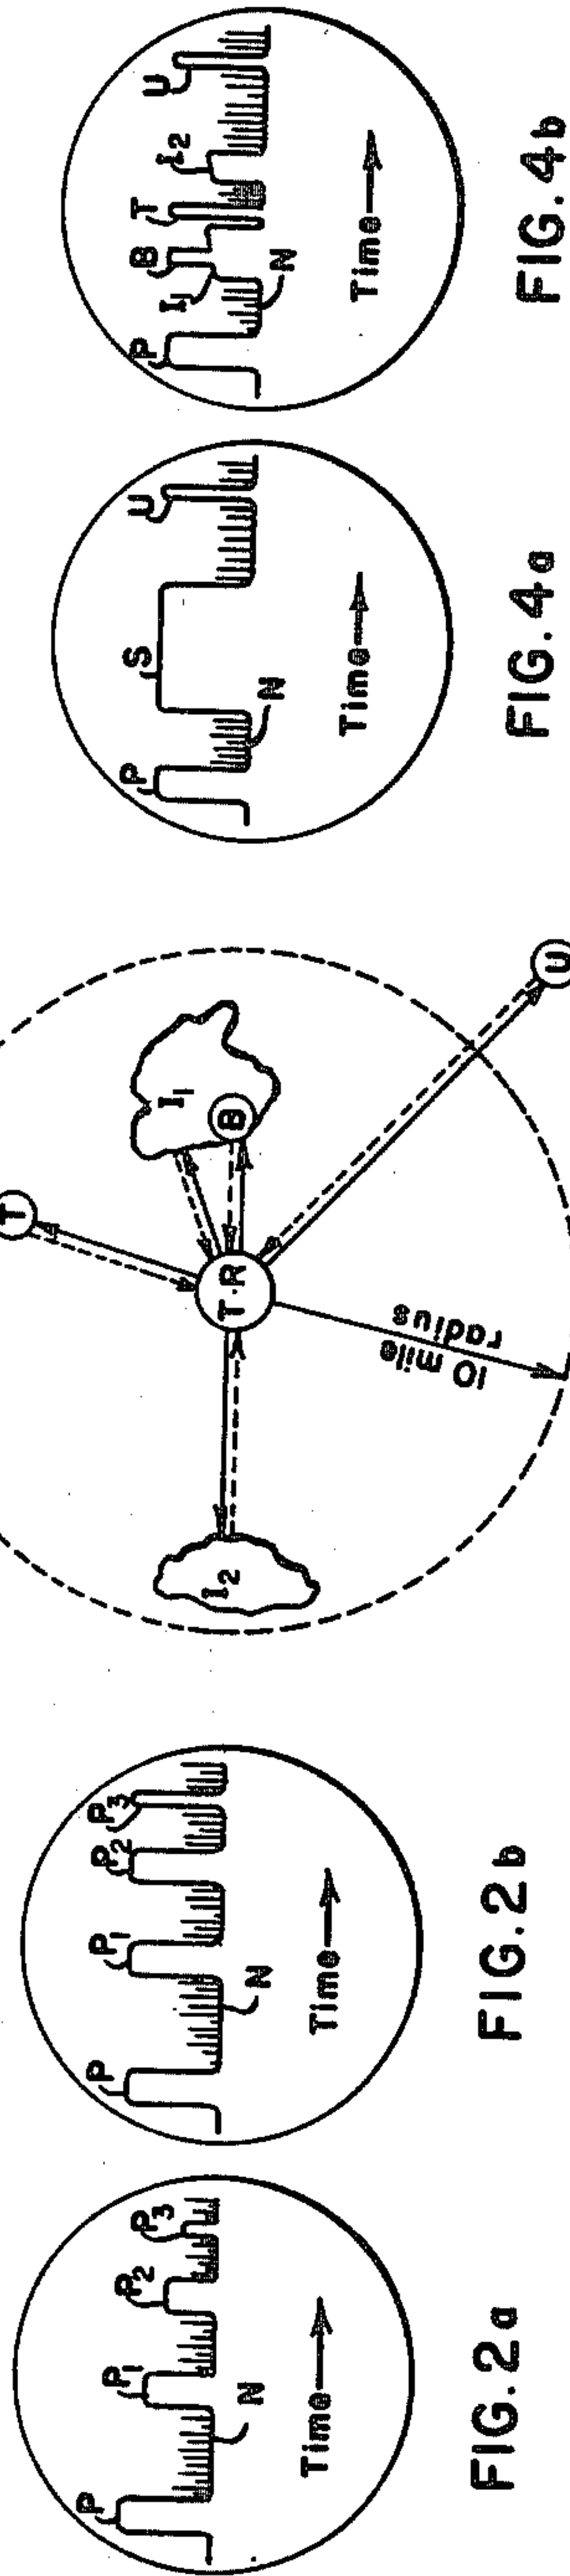 P
P₁
P₂
P₃
N
Time
FIG. 2a
P
P₁
P₂
P₃
N
Time
FIG. 2b
T
I₂
T·R
I₁
B
10 mile
radius
U
P
S
U
N
Time
FIG. 4a
P
I₁
B
T
I₂
U
N
Time
FIG. 4b